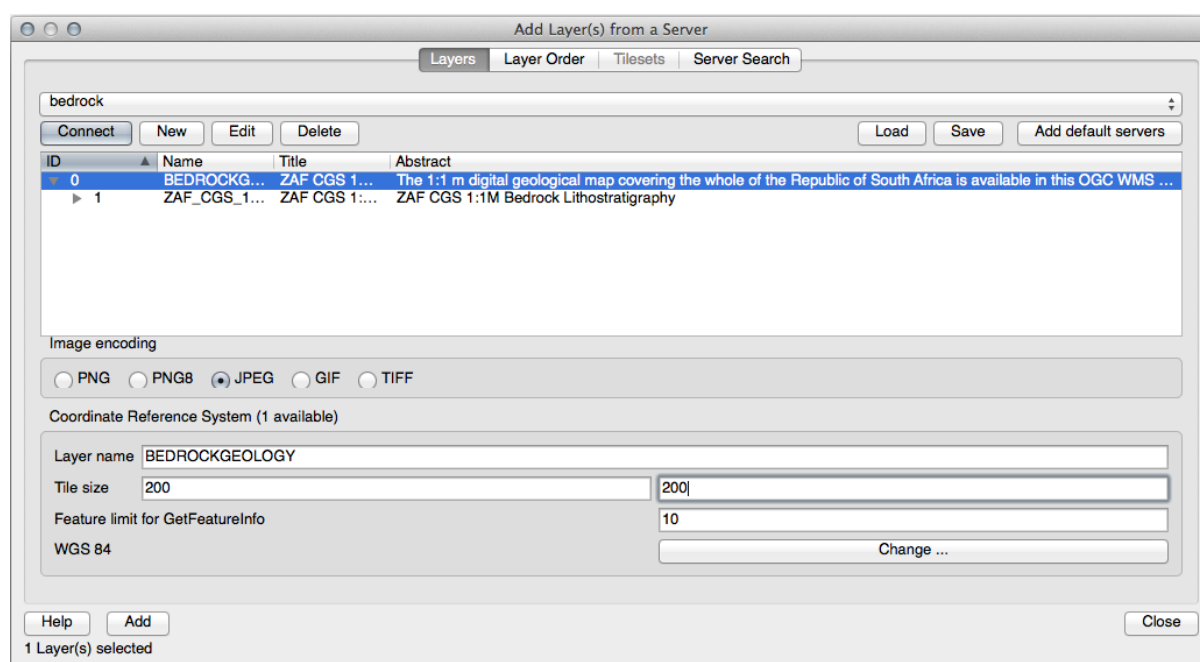 Add Layer(s) from a Server
Layers Layer Order Tilesets Server Search
bedrock
Connect New Edit Delete Load Save Add default servers
ID Name Title Abstract
0 BEDROCKG... ZAF CGS 1... The 1:1 m digital geological map covering the whole of the Republic of South Africa is available in this OGC WMS ...
1 ZAF_CGS_1... ZAF CGS 1:... ZAF CGS 1:1M Bedrock Lithostratigraphy
Image encoding
PNG PNG8 JPEG GIF TIFF
Coordinate Reference System (1 available)
Layer name BEDROCKGEOLOGY
Tile size 200 200
Feature limit for GetFeatureInfo 10
WGS 84 Change ...
Help Add Close
1 Layer(s) selected